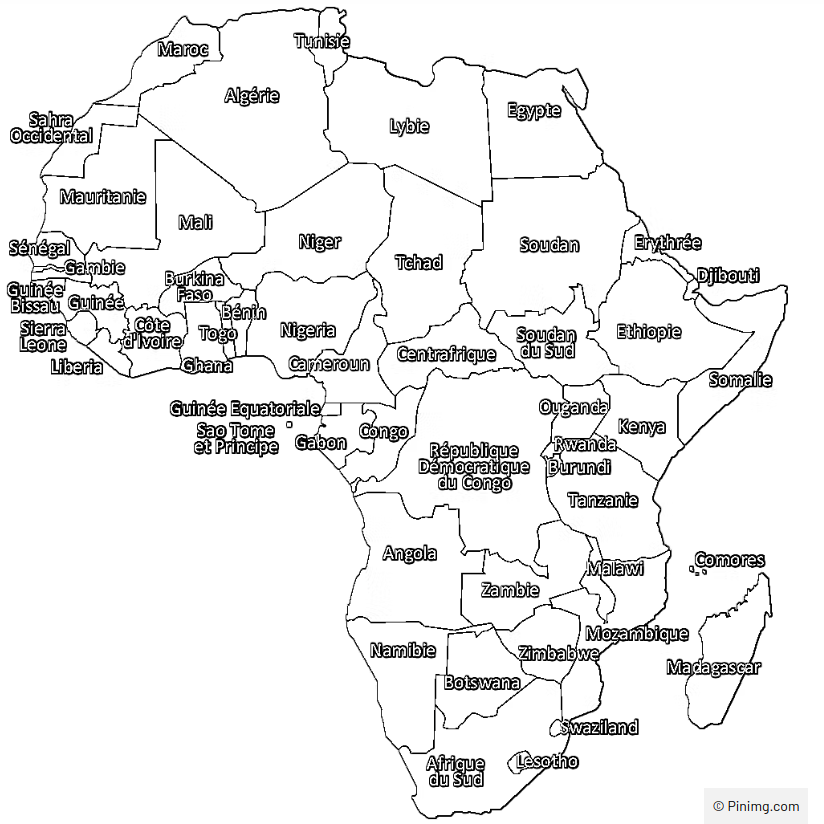 Tunisie
Maroc
Algérie
Egypte
Lybie
Sahra
Occidental
Mauritanie
Mali
Niger
Soudan
Erythrée
Sénégal
Tchad
Gambie
Djibouti
Burkina
Faso
Guinée
Bissau
Guinée
Bénin
Sierra
Leone
Côte
d'Ivoire
Togo
Nigeria
Soudan
du Sud
Ethiopie
Centrafrique
Liberia
Ghana
Cameroun
Somalie
Guinée Equatoriale
Ouganda
Sao Tome
et Principe
Gabon
Congo
Kenya
Rwanda
République
Démocratique
du Congo
Burundi
Tanzanie
Angola
Comores
Malawi
Zambie
Mozambique
Namibie
Zimbabwe
Madagascar
Botswana
Swaziland
Afrique
du Sud
Lesotho
© Pinimg.com